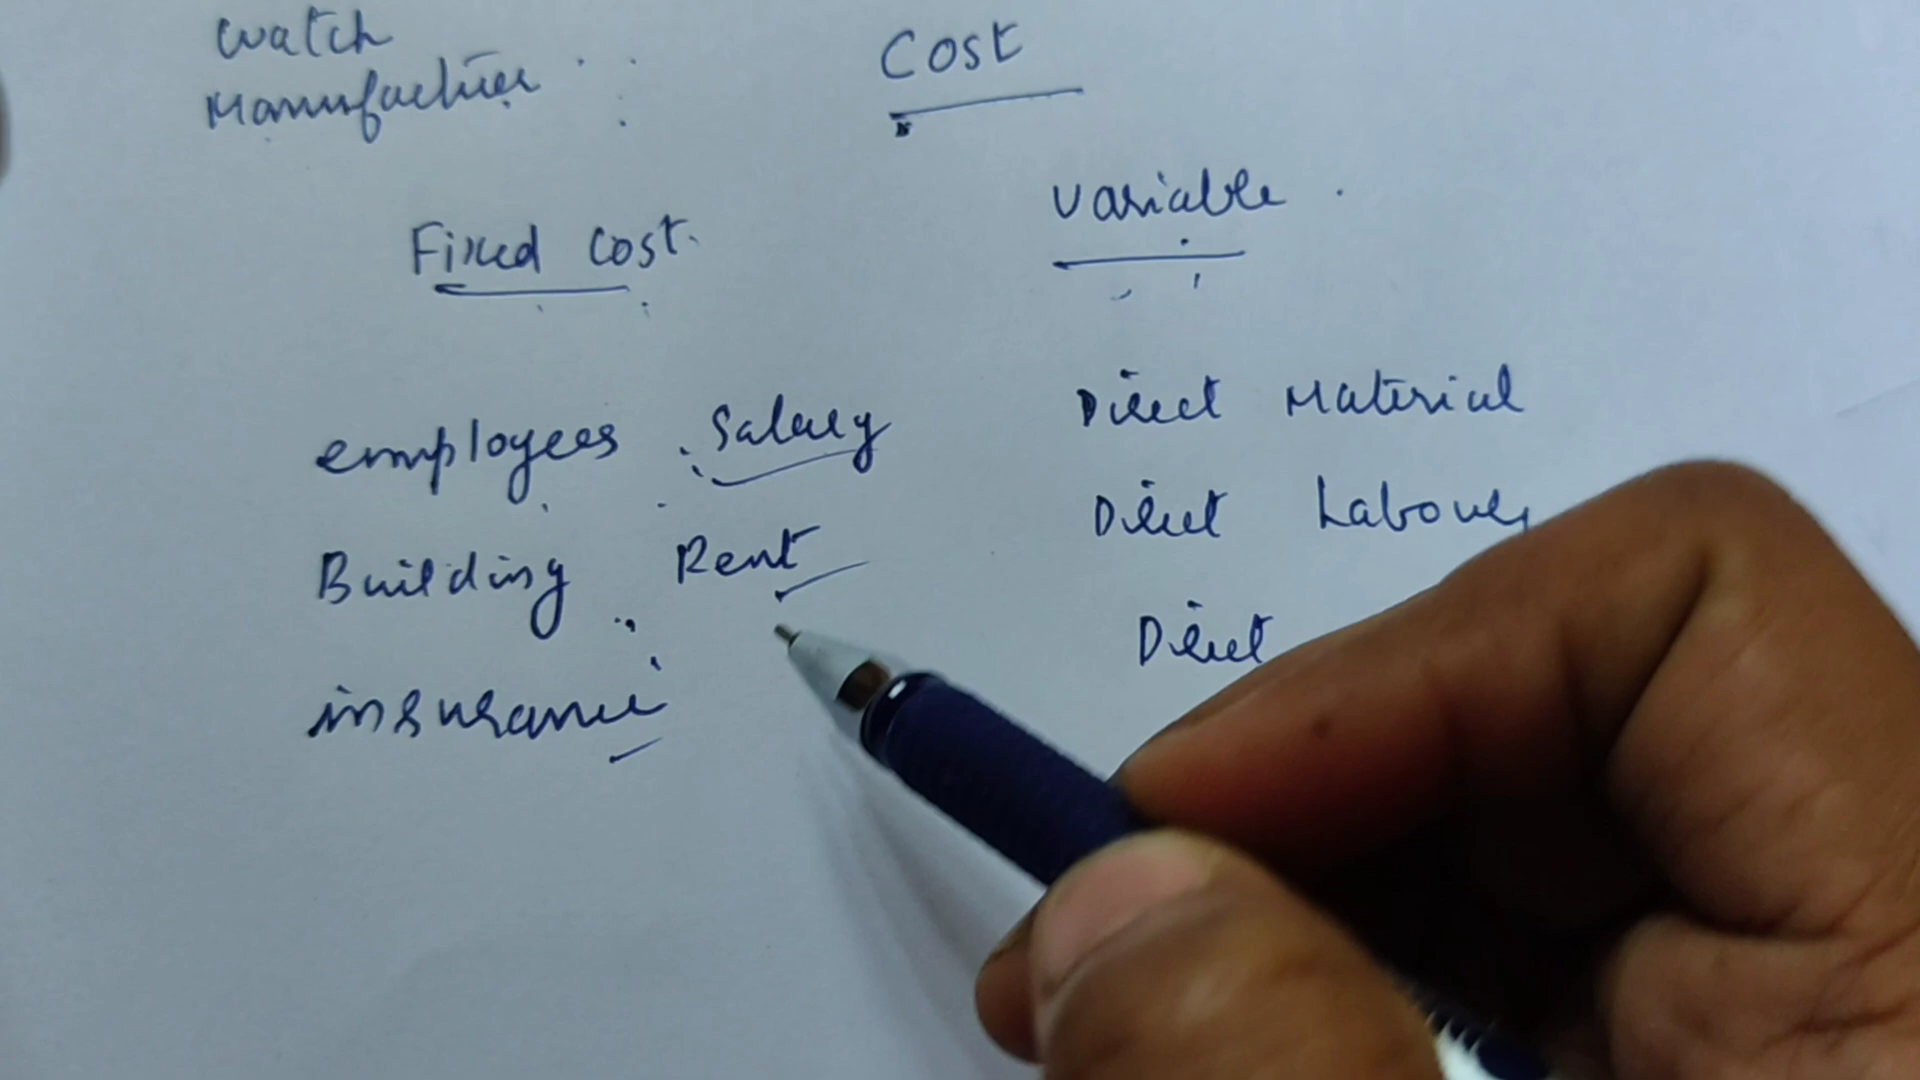 Watch
Manufacturer
Cost
Fixed Cost.
Variable
employees Salary
Building Rent
insurance
Direct Material
Direct Labour
Direct